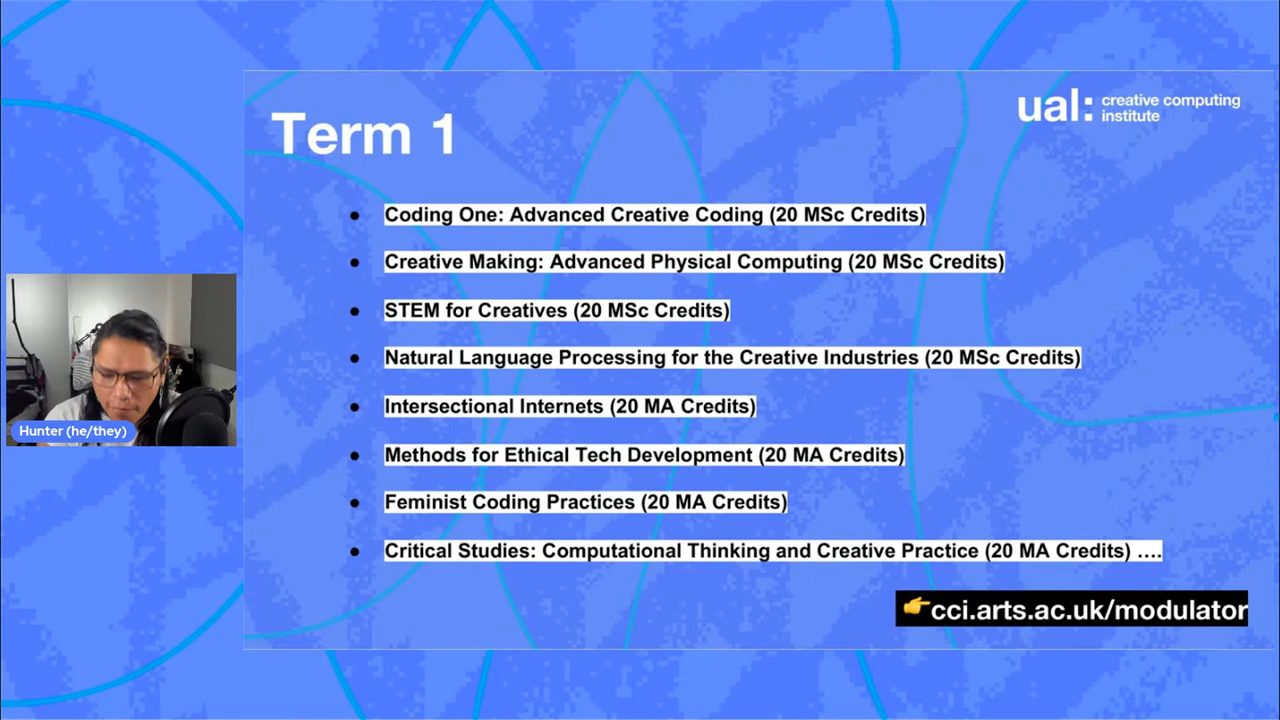 ual: creative computing
institute
Term 1
● Coding One: Advanced Creative Coding (20 MSc Credits)
● Creative Making: Advanced Physical Computing (20 MSc Credits)
● STEM for Creatives (20 MSc Credits)
● Natural Language Processing for the Creative Industries (20 MSc Credits)
● Intersectional Internets (20 MA Credits)
● Methods for Ethical Tech Development (20 MA Credits)
● Feminist Coding Practices (20 MA Credits)
● Critical Studies: Computational Thinking and Creative Practice (20 MA Credits) ....
👉cci.arts.ac.uk/modulator
Hunter (he/they)